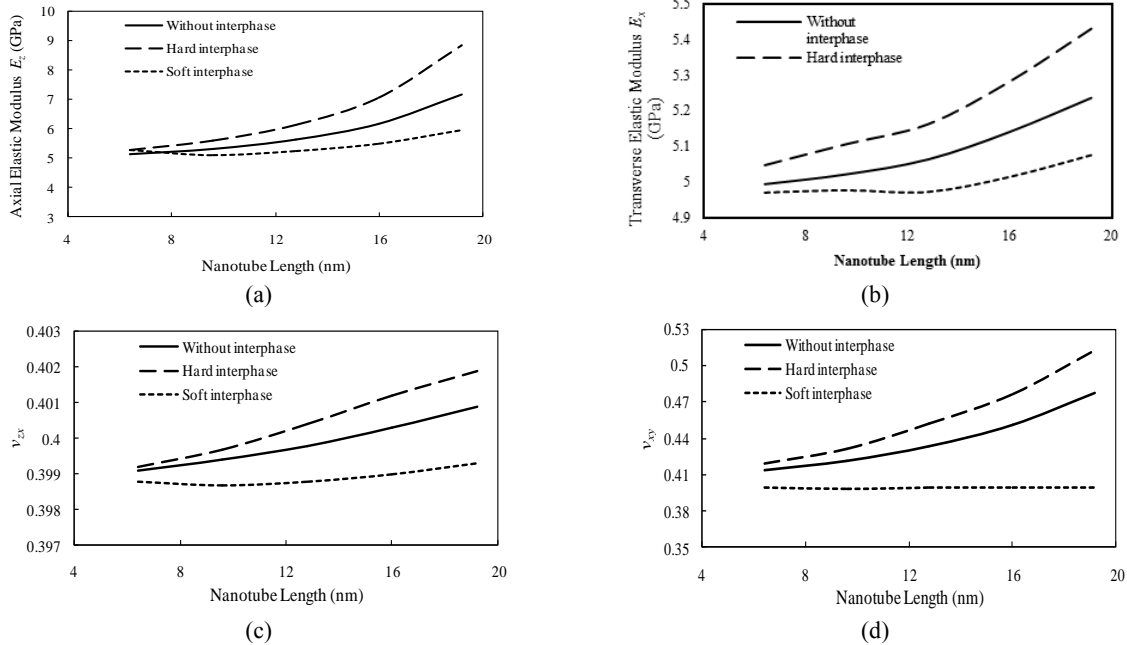 Axial Elastic Modulus E_z (GPa)
10
9
8
7
6
5
4
3
Without interphase
Hard interphase
Soft interphase
4
8
12
16
20
Nanotube Length (nm)
(a)
Transverse Elastic Modulus E_x
(GPa)
5.5
5.4
5.3
5.2
5.1
5
4.9
Without
interphase
Hard interphase
4
8
12
16
20
Nanotube Length (nm)
(b)
ν_zx
0.403
0.402
0.401
0.4
0.399
0.398
0.397
Without interphase
Hard interphase
Soft interphase
4
8
12
16
20
Nanotube Length (nm)
(c)
ν_xy
0.53
0.5
0.47
0.44
0.41
0.38
0.35
Without interphase
Hard interphase
Soft interphase
4
8
12
16
20
Nanotube Length (nm)
(d)